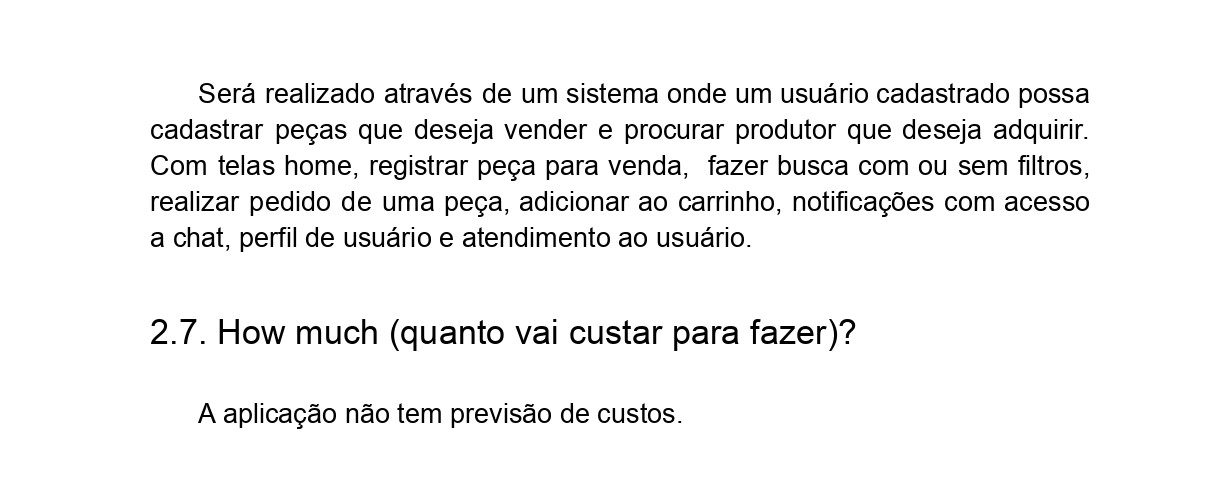 Será realizado através de um sistema onde um usuário cadastrado possa
cadastrar peças que deseja vender e procurar produtor que deseja adquirir.
Com telas home, registrar peça para venda,  fazer busca com ou sem filtros,
realizar pedido de uma peça, adicionar ao carrinho, notificações com acesso
a chat, perfil de usuário e atendimento ao usuário.
2.7. How much (quanto vai custar para fazer)?
A aplicação não tem previsão de custos.